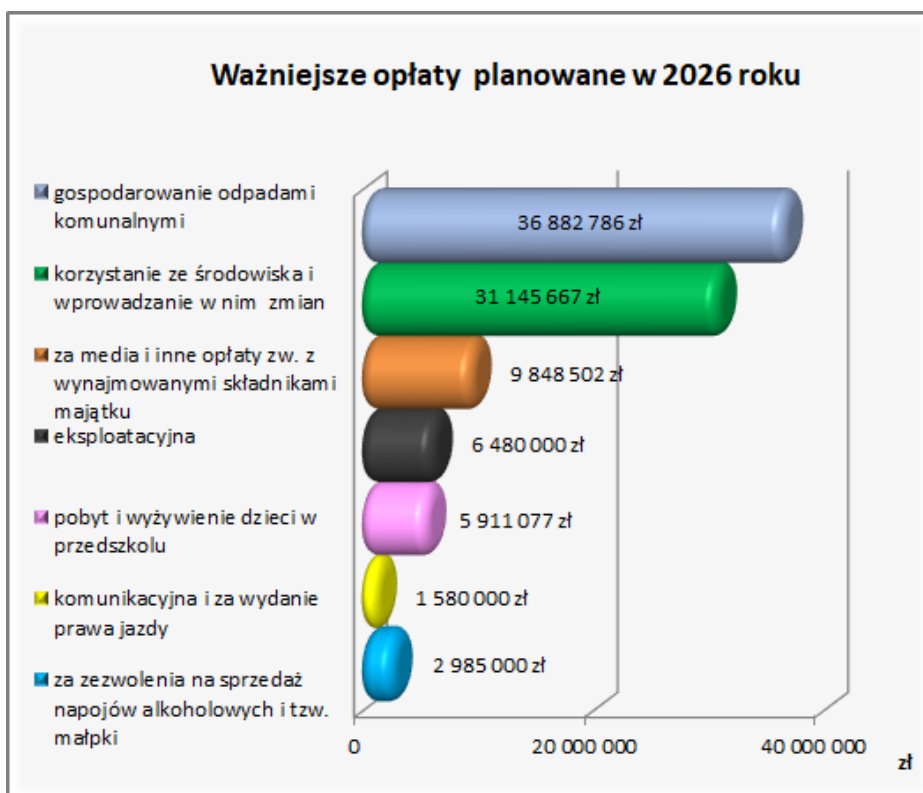 Ważniejsze opłaty planowane w 2026 roku
gospodarowanie odpadami
komunalnymi
36 882 786 zł
korzystanie ze środowiska i
wprowadzanie w nim zmian
31 145 667 zł
za media i inne opłaty zw. z
wynajmowanymi składnikami
majątku
9 848 502 zł
eksploatacyjna
6 480 000 zł
pobyt i wyżywienie dzieci w
przedszkolu
5 911 077 zł
komunikacyjna i za wydanie
prawa jazdy
1 580 000 zł
za zezwolenia na sprzedaż
napojów alkoholowych i tzw.
małpki
2 985 000 zł
0
20 000 000
40 000 000
zł